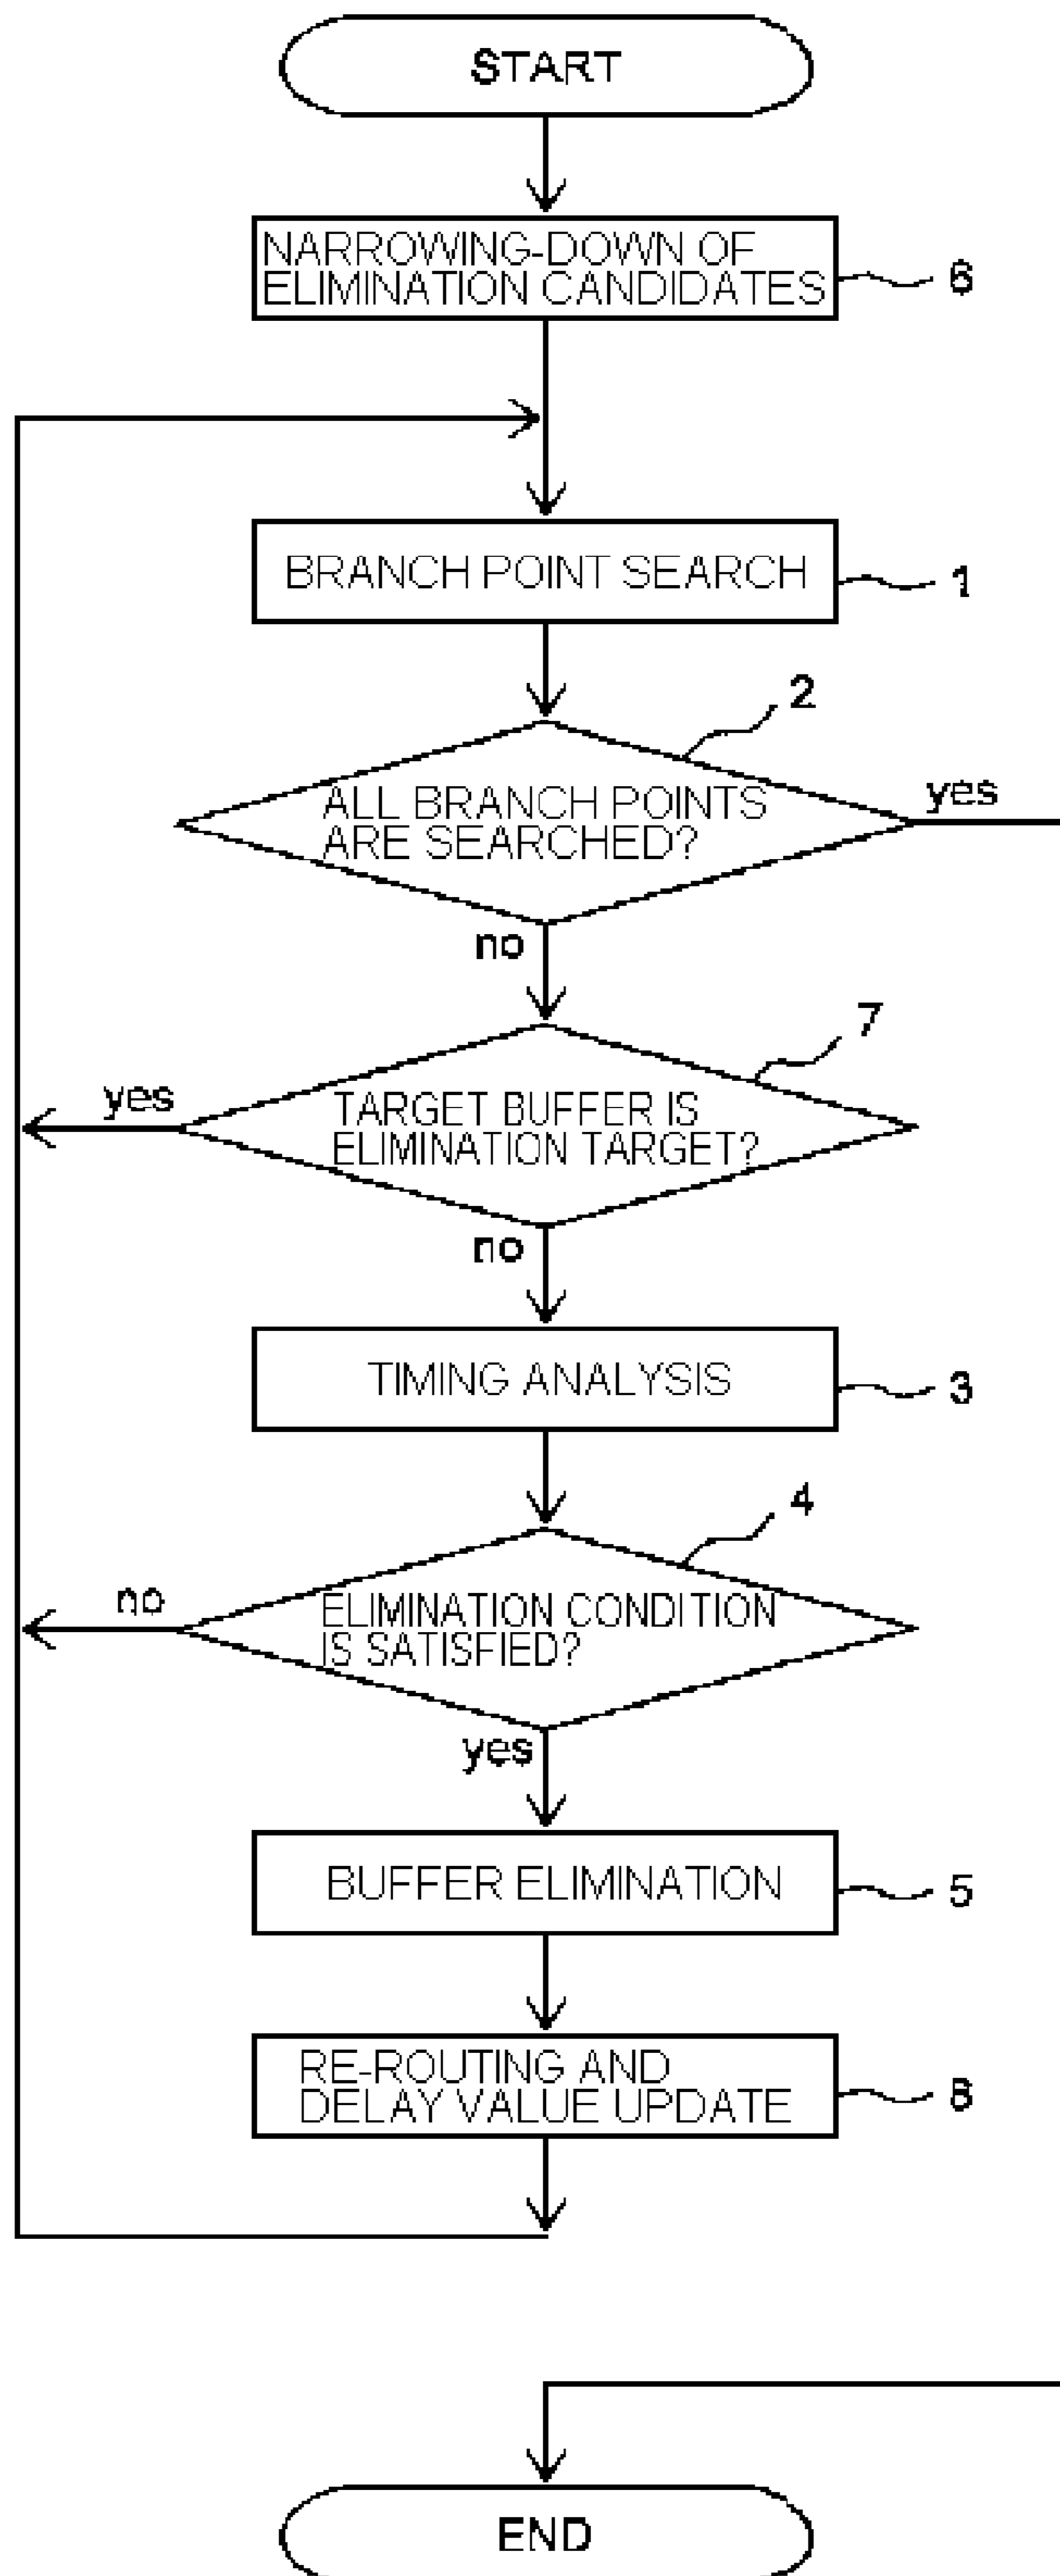 START
NARROWING-DOWN OF
ELIMINATION CANDIDATES
6
BRANCH POINT SEARCH
1
2
ALL BRANCH POINTS
ARE SEARCHED?
yes
no
7
TARGET BUFFER IS
ELIMINATION TARGET?
yes
no
TIMING ANALYSIS
3
4
ELIMINATION CONDITION
IS SATISFIED?
no
yes
BUFFER ELIMINATION
5
RE-ROUTING AND
DELAY VALUE UPDATE
8
END